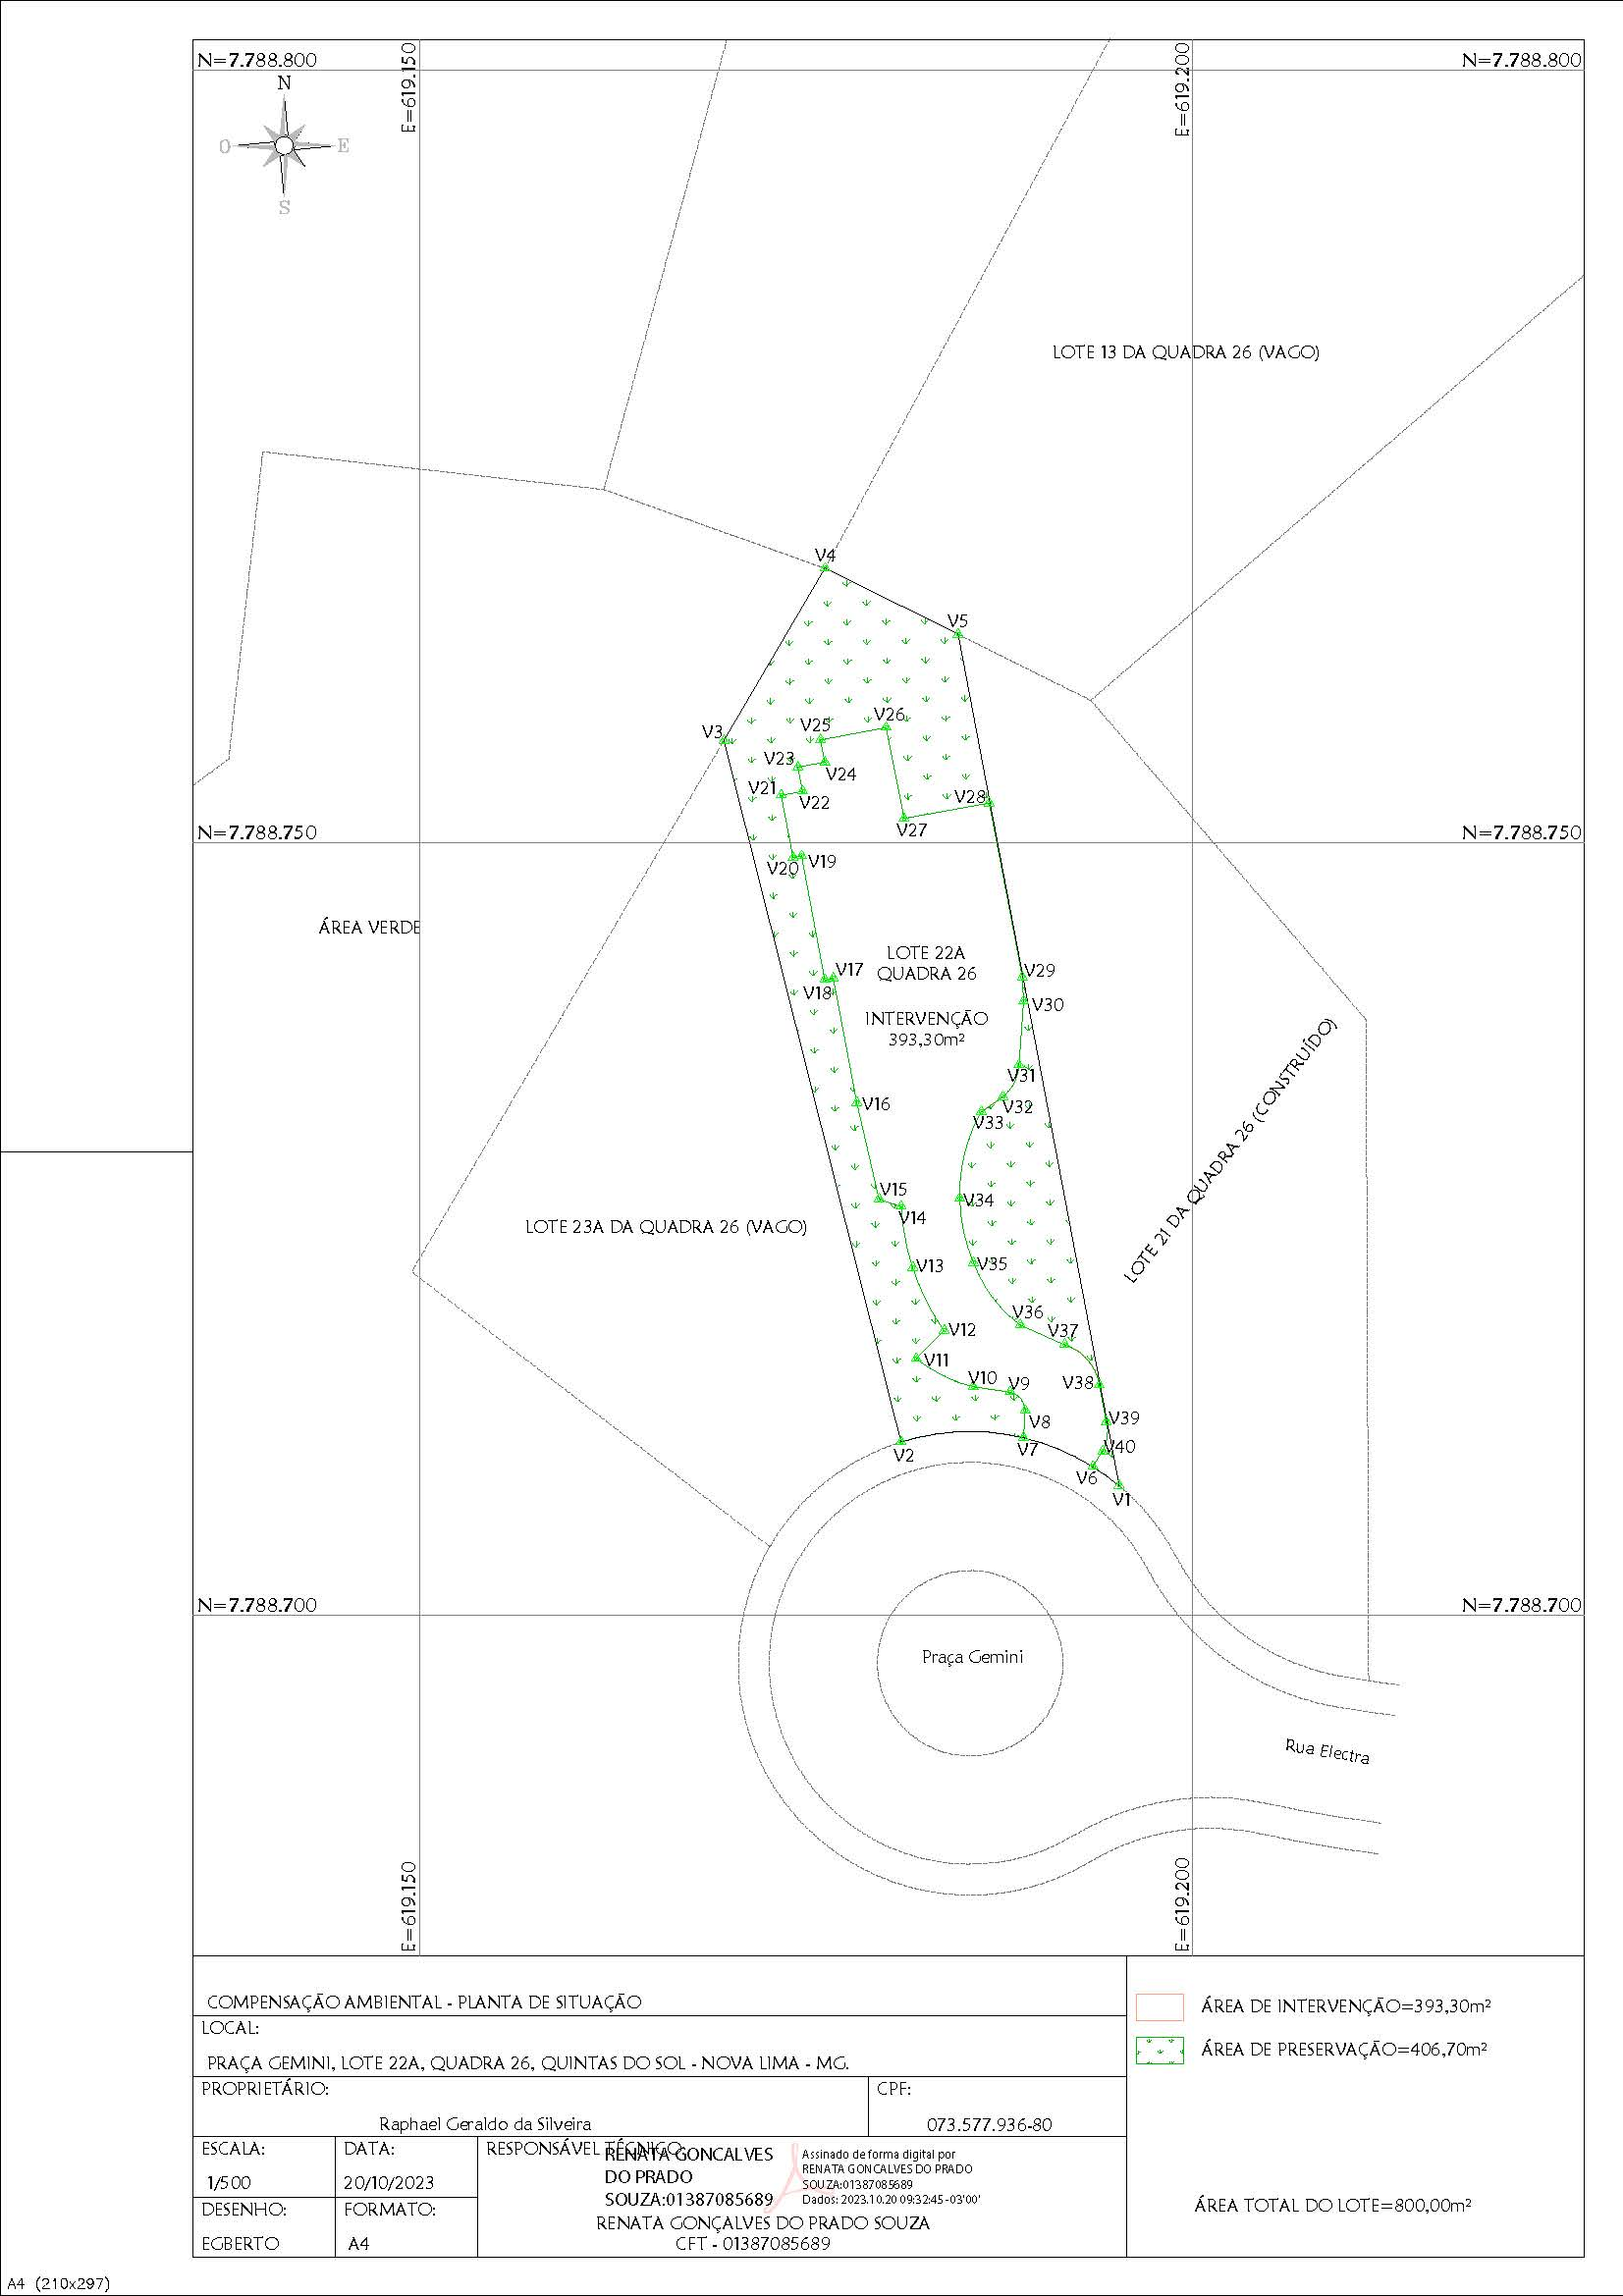 E=619.150
E=619.200
N=7.788.800
N=7.788.800
N
O
E
S
LOTE 13 DA QUADRA 26 (VAGO)
V4
V5
V3
V25
V26
V23
V24
V21
V22
V28
V27
N=7.788.750
N=7.788.750
V20
V19
ÁREA VERDE
LOTE 22A
QUADRA 26
V17
V18
V29
V30
INTERVENÇÃO
393,30m²
V31
V16
V32
V33
LOTE 21 DA QUADRA 26 (CONSTRUÍDO)
V15
V34
V14
LOTE 23A DA QUADRA 26 (VAGO)
V13
V35
V36
V12
V37
V11
V10
V9
V38
V8
V39
V7
V40
V2
V6
V1
N=7.788.700
N=7.788.700
Praça Gemini
Rua Electra
E=619.150
E=619.200
COMPENSAÇÃO AMBIENTAL - PLANTA DE SITUAÇÃO
LOCAL:
PRAÇA GEMINI, LOTE 22A, QUADRA 26, QUINTAS DO SOL - NOVA LIMA - MG.
PROPRIETÁRIO:
Raphael Geraldo da Silveira
CPF:
073.577.936-80
ESCALA:
1/500
DATA:
20/10/2023
DESENHO:
EGBERTO
FORMATO:
A4
RESPONSÁVEL TÉCNICO:
RENATA GONCALVES
DO PRADO
SOUZA:01387085689
Assinado de forma digital por
RENATA GONCALVES DO PRADO
SOUZA:01387085689
Dados: 2023.10.20 09:32:45 -03'00'
RENATA GONÇALVES DO PRADO SOUZA
CFT - 01387085689
ÁREA DE INTERVENÇÃO=393,30m²
ÁREA DE PRESERVAÇÃO=406,70m²
ÁREA TOTAL DO LOTE=800,00m²
A4 (210x297)